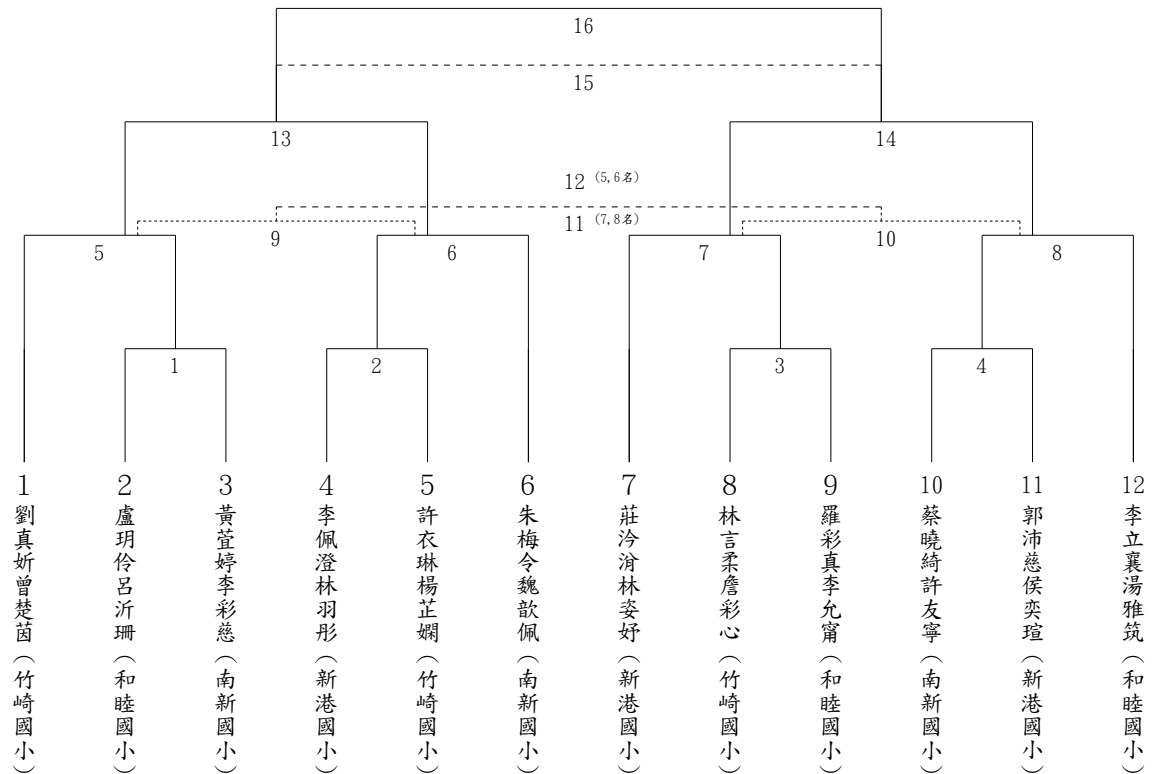 16
15
13
14
12 (5,6名)
11 (7,8名)
9
10
5
6
7
8
1
2
3
4
1 劉真妡曾楚茵(竹崎國小)
2 盧玥伶呂沂珊(和睦國小)
3 黃萓婷李彩慈(南新國小)
4 李佩澄林羽彤(新港國小)
5 許衣琳楊芷嫻(竹崎國小)
6 朱梅令魏歆佩(南新國小)
7 莊泠洕林姿妤(新港國小)
8 林言柔詹彩心(竹崎國小)
9 羅彩真李允甯(和睦國小)
10 蔡曉綺許友寧(南新國小)
11 郭沛慈侯奕瑄(新港國小)
12 李立襄湯雅筑(和睦國小)